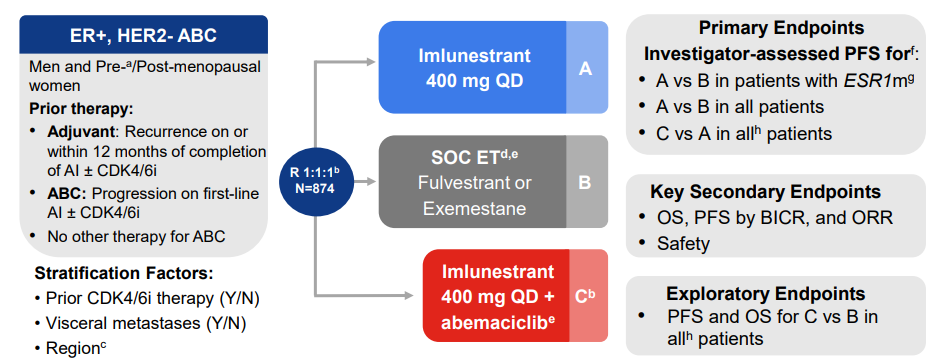 ER+, HER2- ABC
Men and Pre-ᵃ/Post-menopausal
women
Prior therapy:
• Adjuvant: Recurrence on or
within 12 months of completion
of AI ± CDK4/6i
• ABC: Progression on first-line
AI ± CDK4/6i
• No other therapy for ABC
Stratification Factors:
• Prior CDK4/6i therapy (Y/N)
• Visceral metastases (Y/N)
• Regionᶜ
R 1:1:1ᵇ
N=874
Imlunestrant
400 mg QD
A
SOC ETᵈ,ᵉ
Fulvestrant or
Exemestane
B
Imlunestrant
400 mg QD +
abemaciclibᵉ
Cᵇ
Primary Endpoints
Investigator-assessed PFS forᶠ:
• A vs B in patients with ESR1mᵍ
• A vs B in all patients
• C vs A in allʰ patients
Key Secondary Endpoints
• OS, PFS by BICR, and ORR
• Safety
Exploratory Endpoints
• PFS and OS for C vs B in
allʰ patients